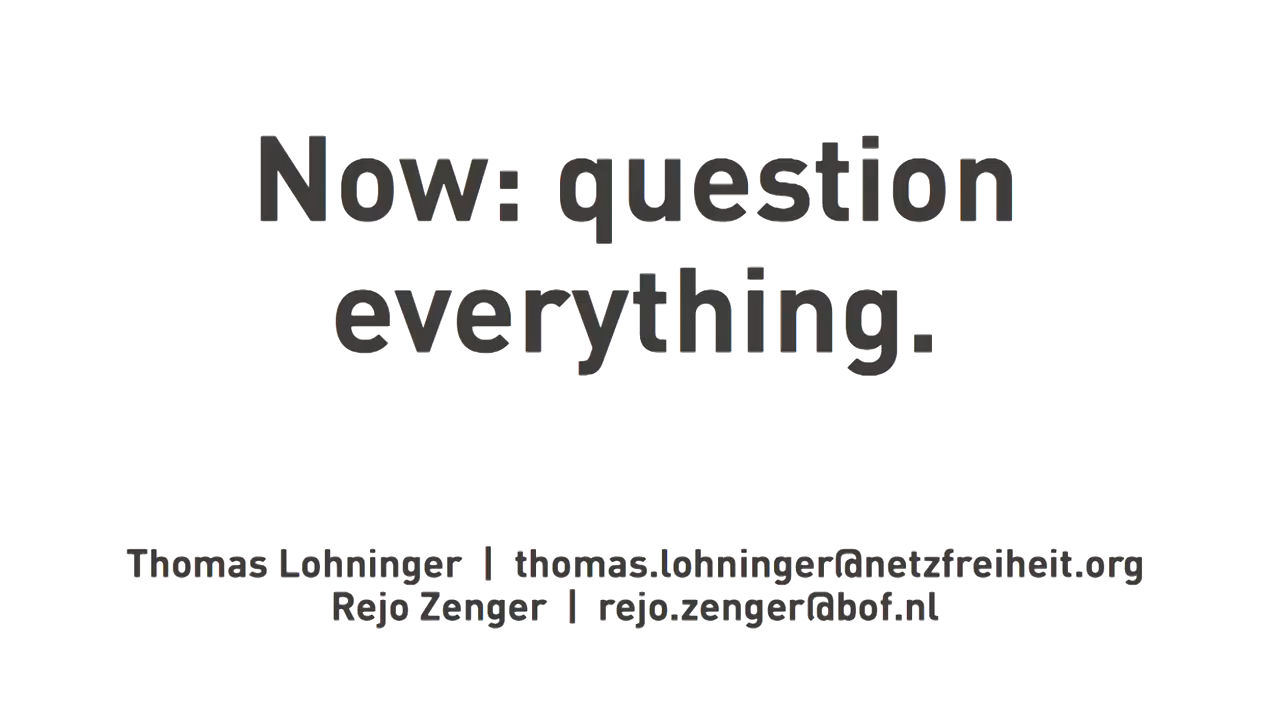 Now: question
everything.
Thomas Lohninger | thomas.lohninger@netzfreiheit.org
Rejo Zenger | rejo.zenger@bof.nl